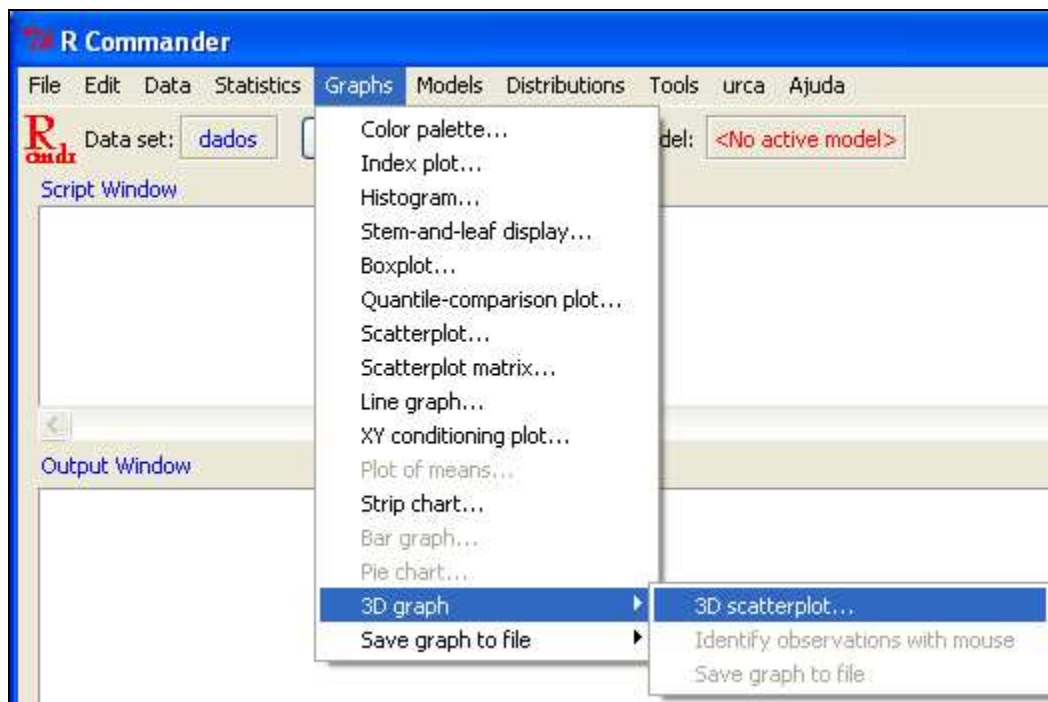 R Commander
File Edit Data Statistics Graphs Models Distributions Tools urca Ajuda
R cmdr Data set: dados del: <No active model>
Script Window
Color palette...
Index plot...
Histogram...
Stem-and-leaf display...
Boxplot...
Quantile-comparison plot...
Scatterplot...
Scatterplot matrix...
Line graph...
XY conditioning plot...
Output Window
Plot of means...
Strip chart...
Bar graph...
Pie chart...
3D graph
Save graph to file
3D scatterplot...
Identify observations with mouse
Save graph to file